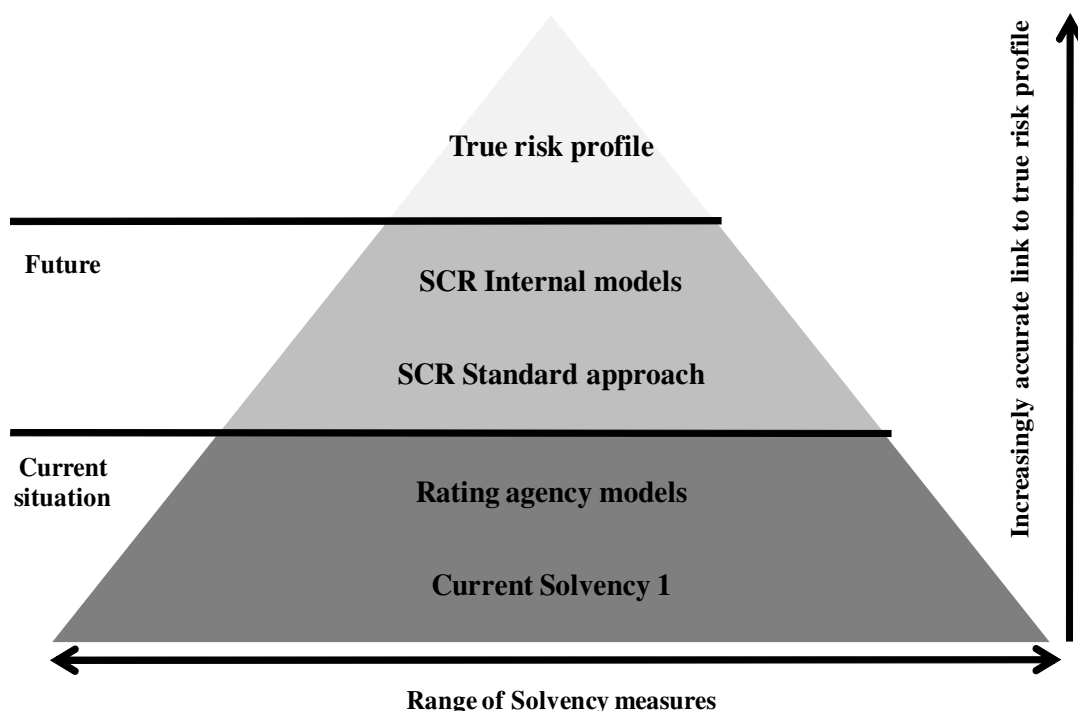 True risk profile
Future
SCR Internal models
SCR Standard approach
Current
situation
Rating agency models
Current Solvency 1
Range of Solvency measures
Increasingly accurate link to true risk profile